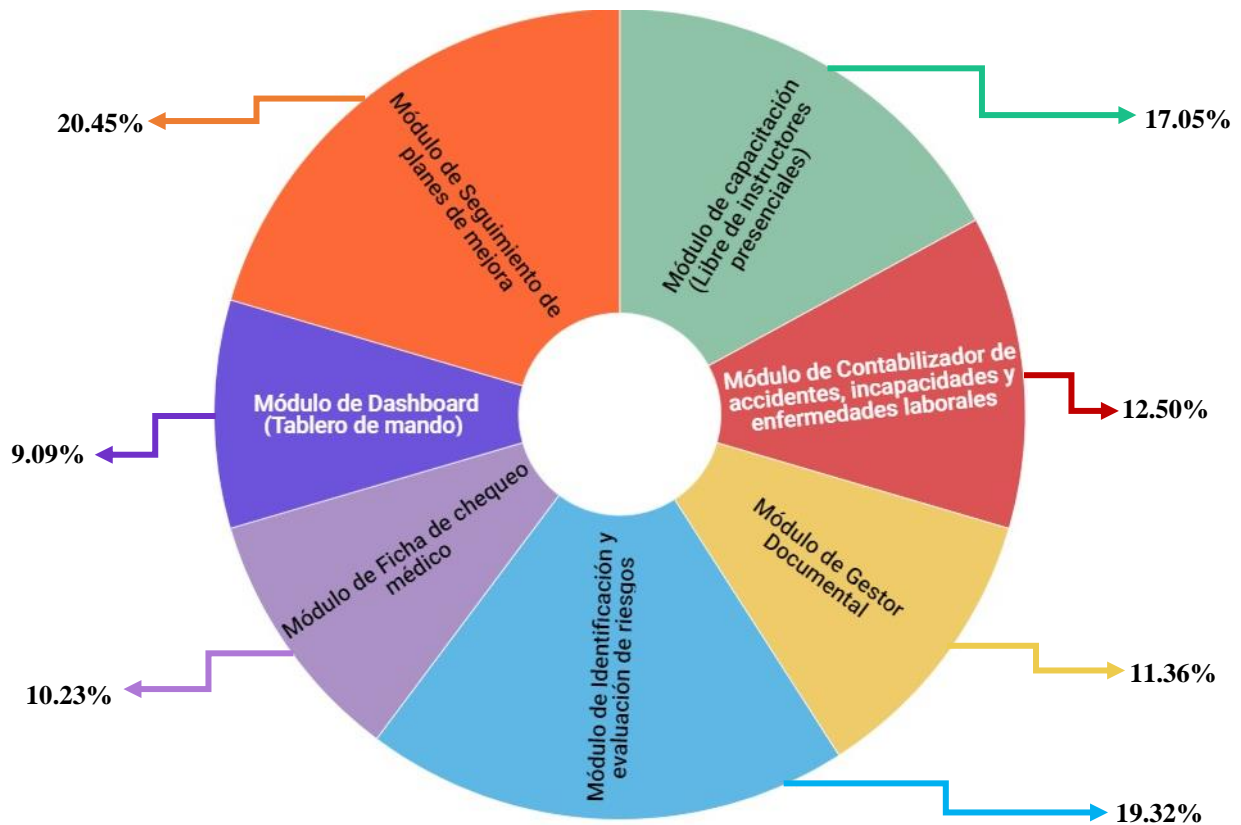 Módulo de Seguimiento de
planes de mejora
20.45%
Módulo de capacitación
(Libre de instructores
presenciales)
17.05%
Módulo de Contabilizador de
accidentes, incapacidades y
enfermedades laborales
12.50%
Módulo de Dashboard
(Tablero de mando)
9.09%
Módulo de Gestor
Documental
11.36%
Módulo de Ficha de chequeo
médico
10.23%
Módulo de Identificación y
evaluación de riesgos
19.32%